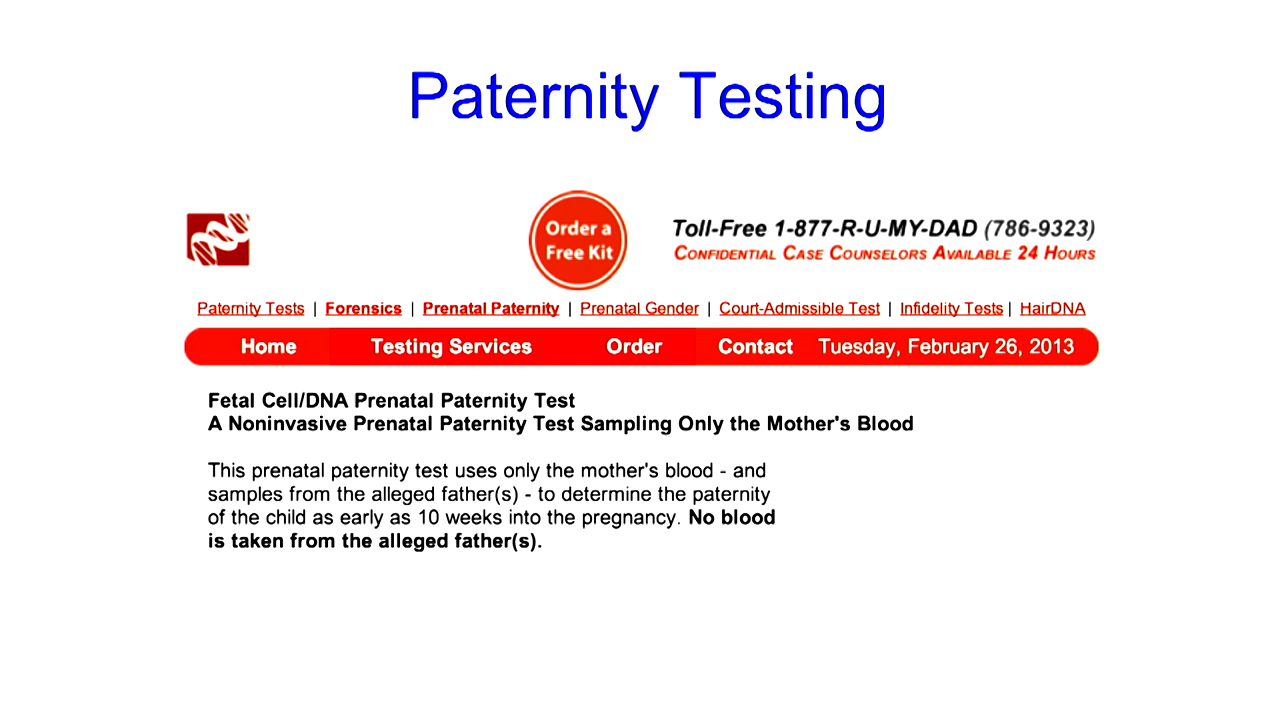 Paternity Testing
Order a
Free Kit
Toll-Free 1-877-R-U-MY-DAD (786-9323)
CONFIDENTIAL CASE COUNSELORS AVAILABLE 24 HOURS
Paternity Tests | Forensics | Prenatal Paternity | Prenatal Gender | Court-Admissible Test | Infidelity Tests | HairDNA
Home Testing Services Order Contact Tuesday, February 26, 2013
Fetal Cell/DNA Prenatal Paternity Test
A Noninvasive Prenatal Paternity Test Sampling Only the Mother's Blood
This prenatal paternity test uses only the mother's blood - and
samples from the alleged father(s) - to determine the paternity
of the child as early as 10 weeks into the pregnancy. No blood
is taken from the alleged father(s).